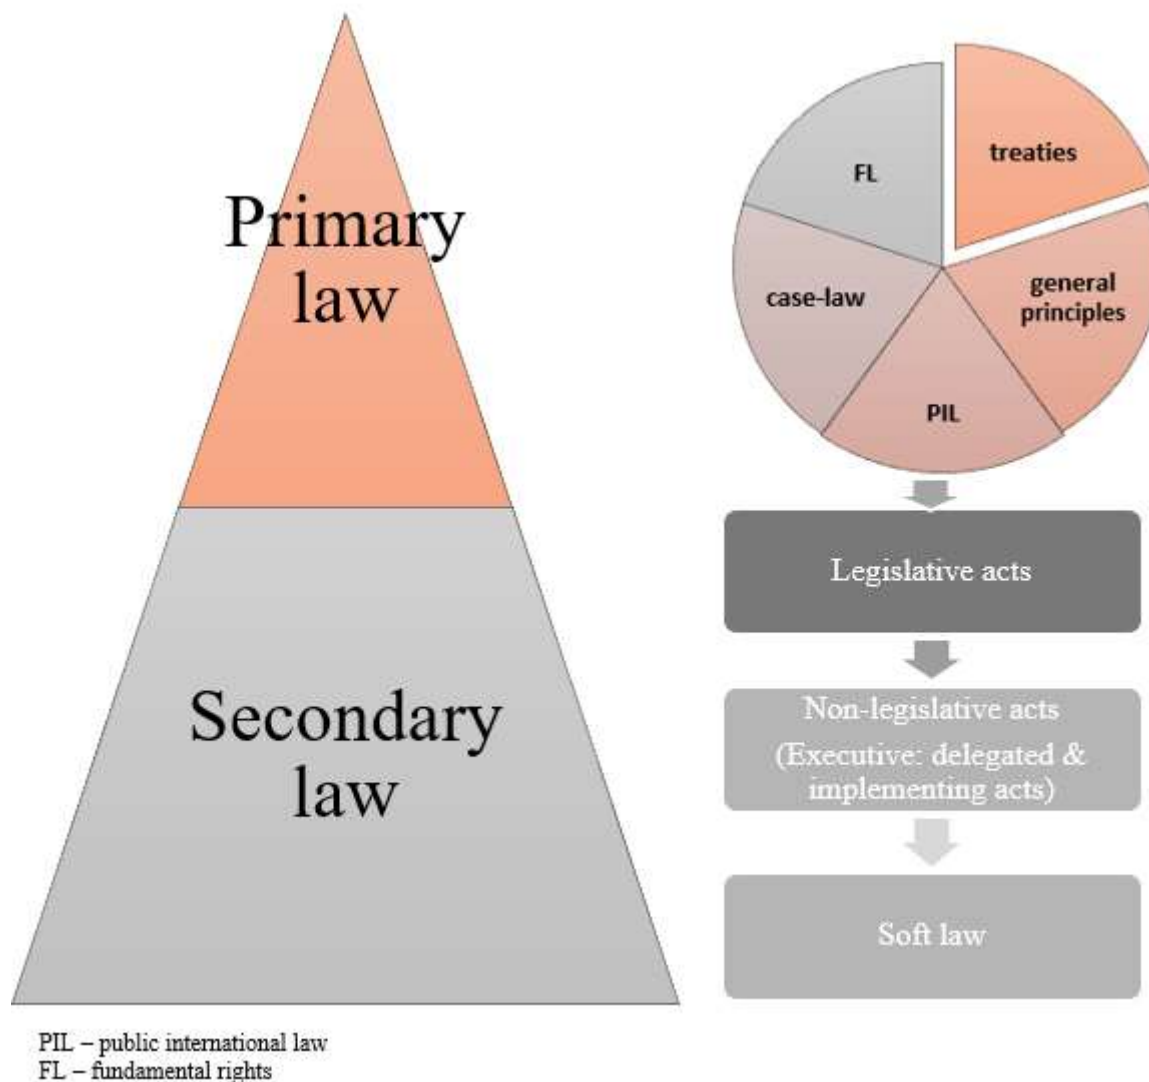 Primary
law
Secondary
law
FL
treaties
case-law
general
principles
PIL
Legislative acts
Non-legislative acts
(Executive: delegated &
implementing acts)
Soft law
PIL – public international law
FL – fundamental rights